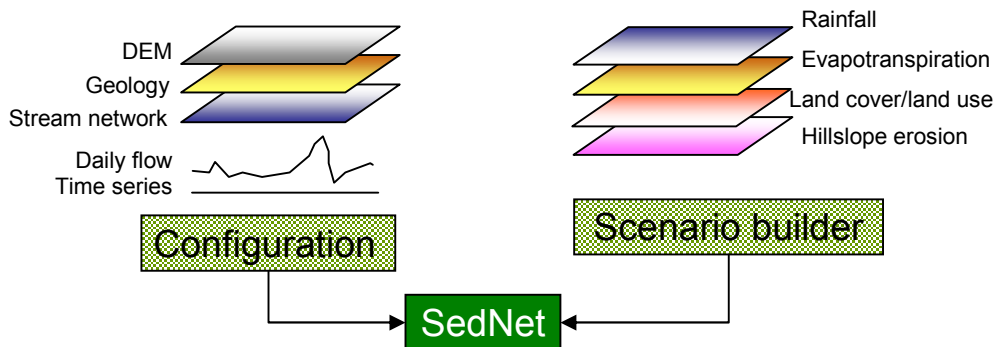 DEM
Geology
Stream network
Daily flow
Time series
Configuration
Rainfall
Evapotranspiration
Land cover/land use
Hillslope erosion
Scenario builder
SedNet